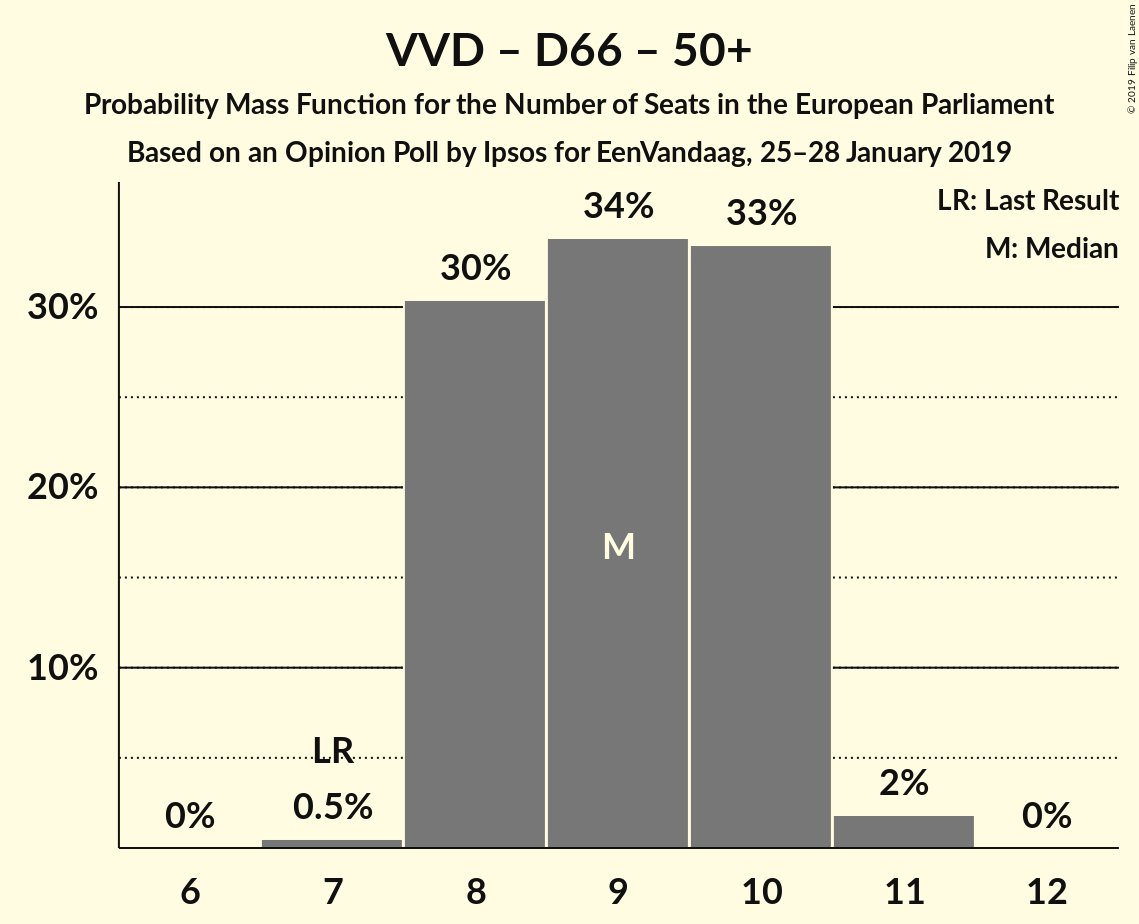 VVD – D66 – 50+
Probability Mass Function for the Number of Seats in the European Parliament
Based on an Opinion Poll by Ipsos for EenVandaag, 25–28 January 2019
© 2019 Filip van Laenen
LR: Last Result
M: Median
34%
33%
30%
30%
20%
M
10%
LR
0.5%
0%
2%
0%
6 7 8 9 10 11 12